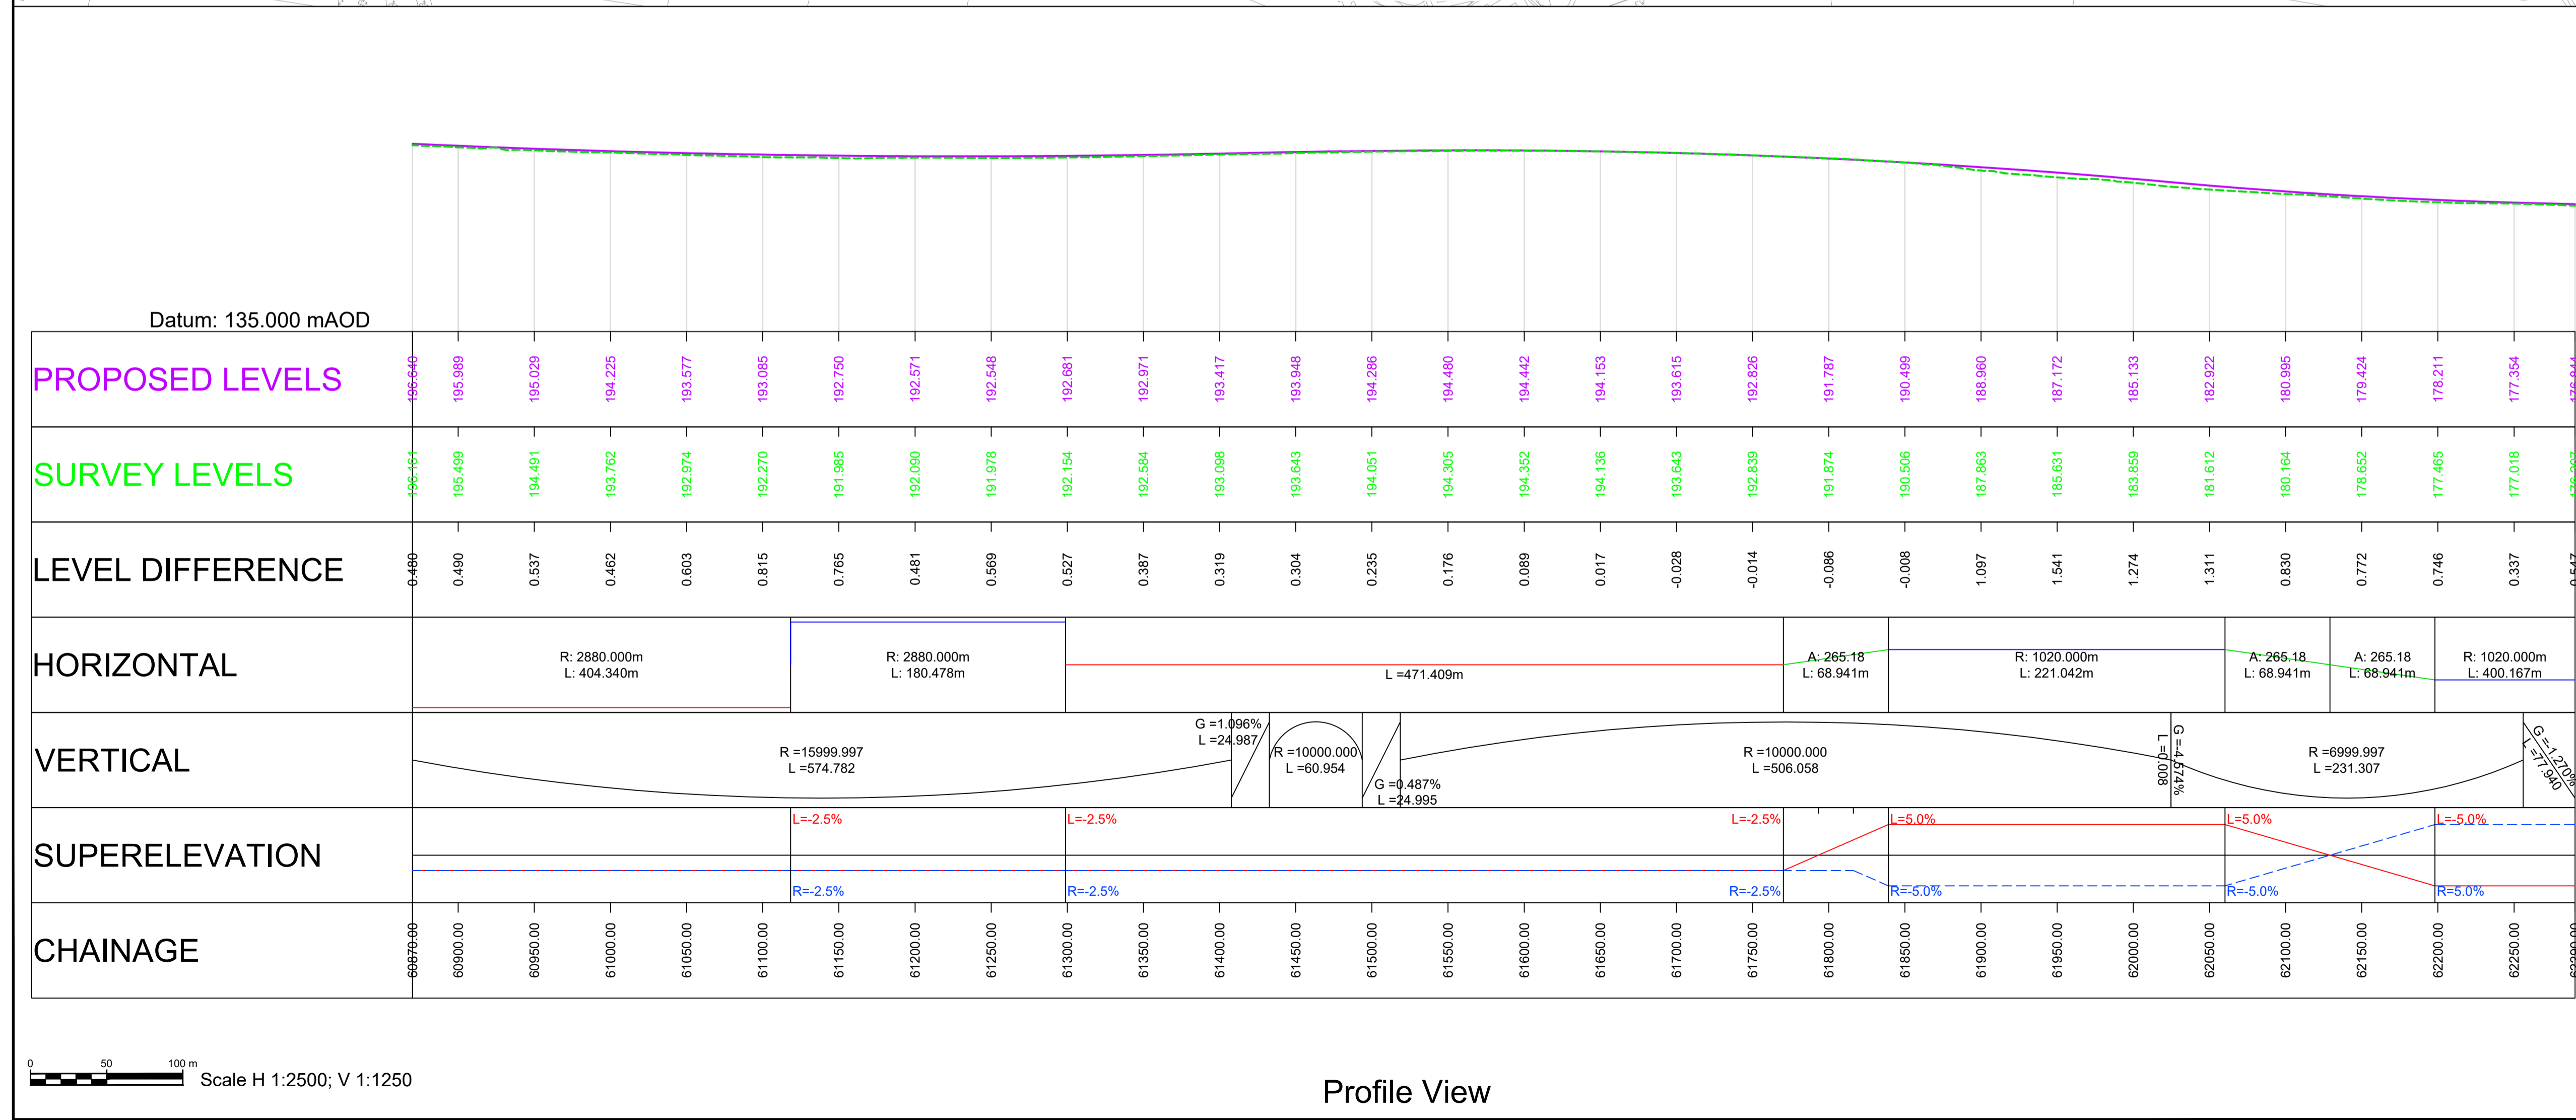 Datum: 135.000 mAOD
PROPOSED LEVELS
196.640 195.989 195.029 194.225 193.577 193.085 192.750 192.571 192.548 192.681 192.971 193.417 193.948 194.286 194.480 194.442 194.153 193.615 192.826 191.787 190.499 188.960 187.172 185.133 182.922 180.995 179.424 178.211 177.354
SURVEY LEVELS
196.161 195.499 194.491 193.762 192.974 192.270 191.985 192.090 191.978 192.154 192.584 193.098 193.643 194.051 194.305 194.352 194.136 193.643 192.839 191.874 190.506 187.863 185.631 183.859 181.612 180.164 178.652 177.465 177.018
LEVEL DIFFERENCE
0.480 0.490 0.537 0.462 0.603 0.815 0.765 0.481 0.569 0.527 0.387 0.319 0.304 0.235 0.176 0.089 0.017 -0.028 -0.014 -0.086 -0.008 1.097 1.541 1.274 1.311 0.830 0.772 0.746 0.337
HORIZONTAL
R: 2880.000m
L: 404.340m
R: 2880.000m
L: 180.478m
L =471.409m
A: 265.18
L: 68.941m
R: 1020.000m
L: 221.042m
A: 265.18
L: 68.941m
A: 265.18
L: 68.941m
R: 1020.000m
L: 400.167m
VERTICAL
R =15999.997
L =574.782
G =1.096%
L =24.987
R =10000.000
L =60.954
G =0.487%
L =24.995
R =10000.000
L =506.058
G =-4.574%
L =0.008
R =6999.997
L =231.307
G =-1.270%
L =77.940
SUPERELEVATION
L=-2.5% L=-2.5% L=-2.5% L=5.0% L=5.0% L=-5.0%
R=-2.5% R=-2.5% R=-2.5% R=-5.0% R=-5.0% R=5.0%
CHAINAGE
60870.00 60900.00 60950.00 61000.00 61050.00 61100.00 61150.00 61200.00 61250.00 61300.00 61350.00 61400.00 61450.00 61500.00 61550.00 61600.00 61650.00 61700.00 61750.00 61800.00 61850.00 61900.00 61950.00 62000.00 62050.00 62100.00 62150.00 62200.00 62250.00
0 50 100 m
Scale H 1:2500; V 1:1250
Profile View